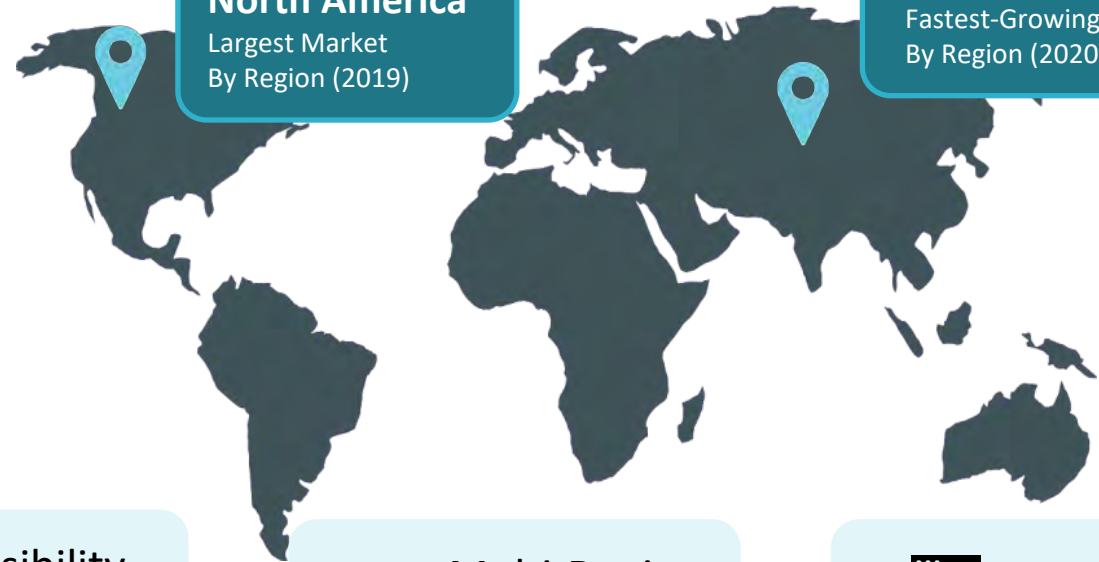 North America
Largest Market
By Region (2019)
Fastest-Growing
By Region (2020